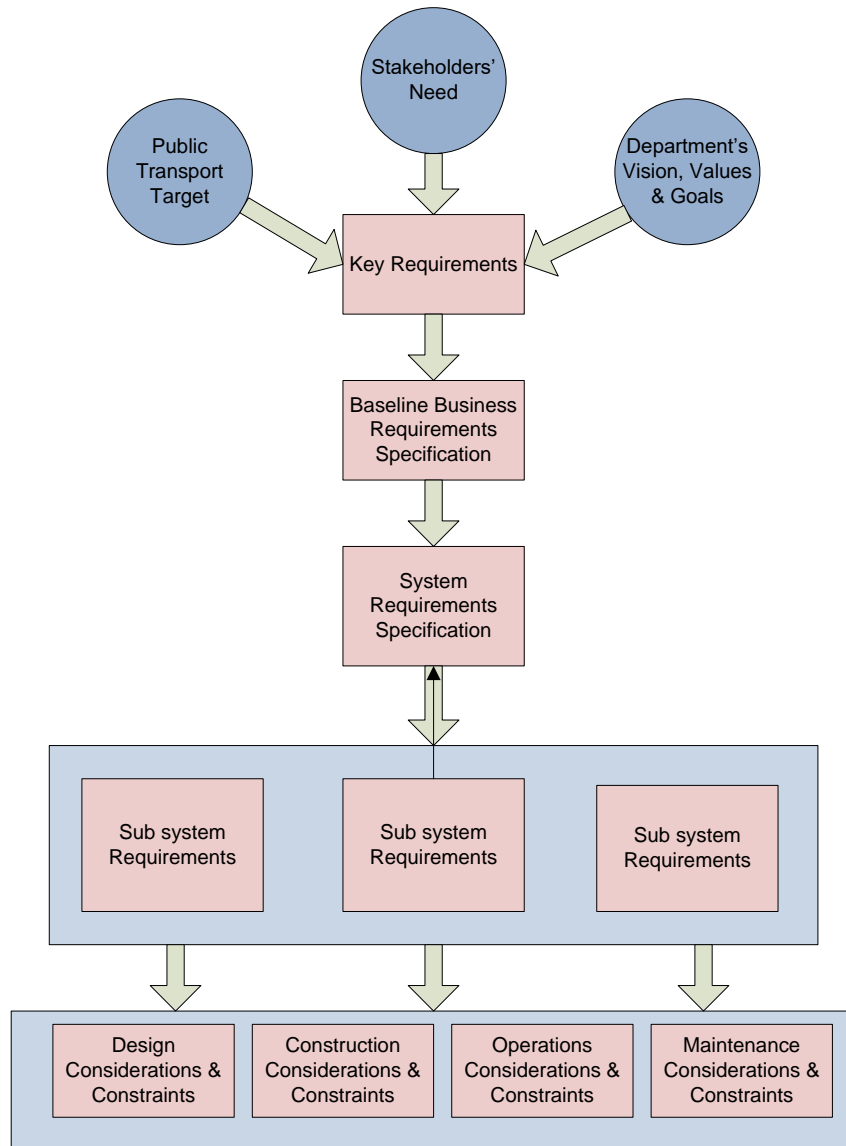 Stakeholders’
Need
Public
Transport
Target
Department’s
Vision, Values
& Goals
Key Requirements
Baseline Business
Requirements
Specification
System
Requirements
Specification
Sub system
Requirements
Sub system
Requirements
Sub system
Requirements
Design
Considerations &
Constraints
Construction
Considerations &
Constraints
Operations
Considerations &
Constraints
Maintenance
Considerations &
Constraints